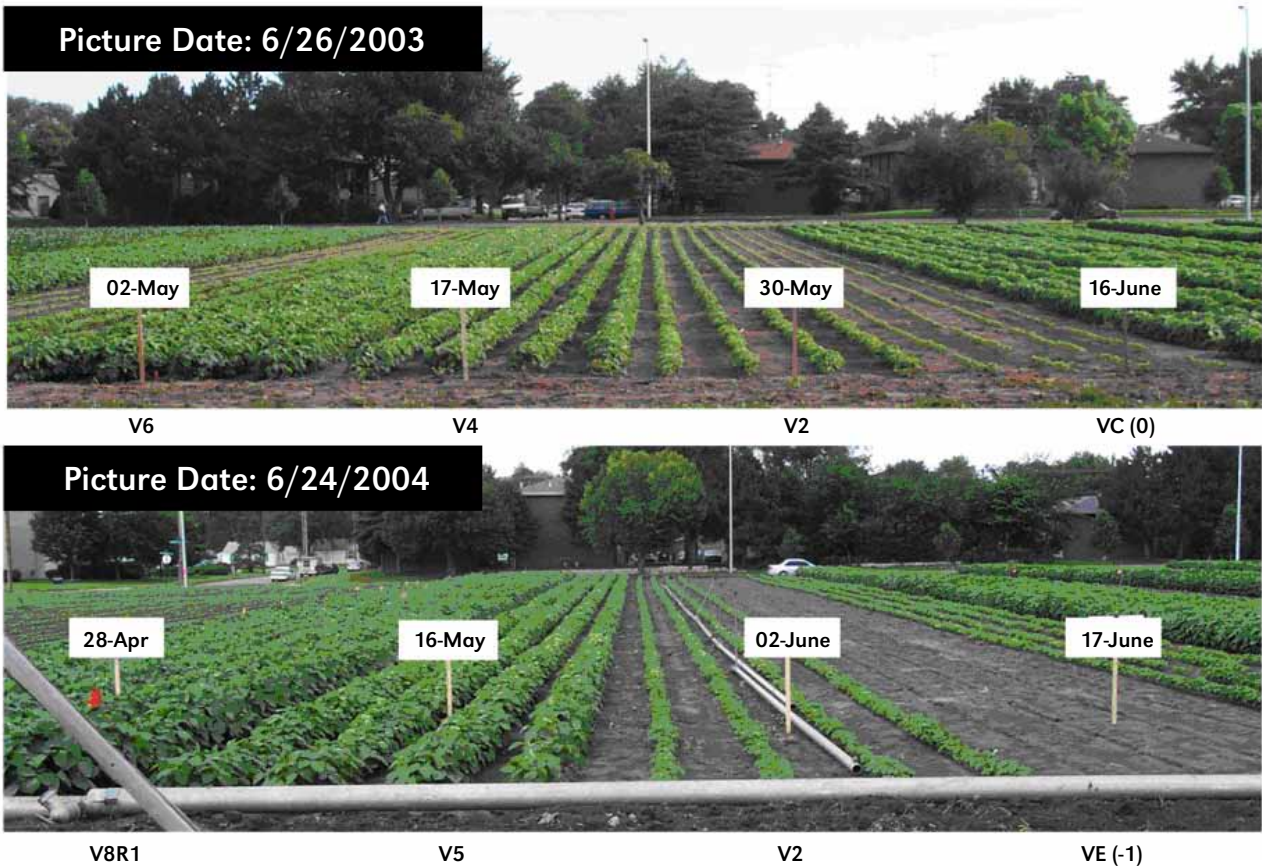 Picture Date: 6/26/2003
02-May
17-May
30-May
16-June
V6
V4
V2
VC (0)
Picture Date: 6/24/2004
28-Apr
16-May
02-June
17-June
V8R1
V5
V2
VE (-1)